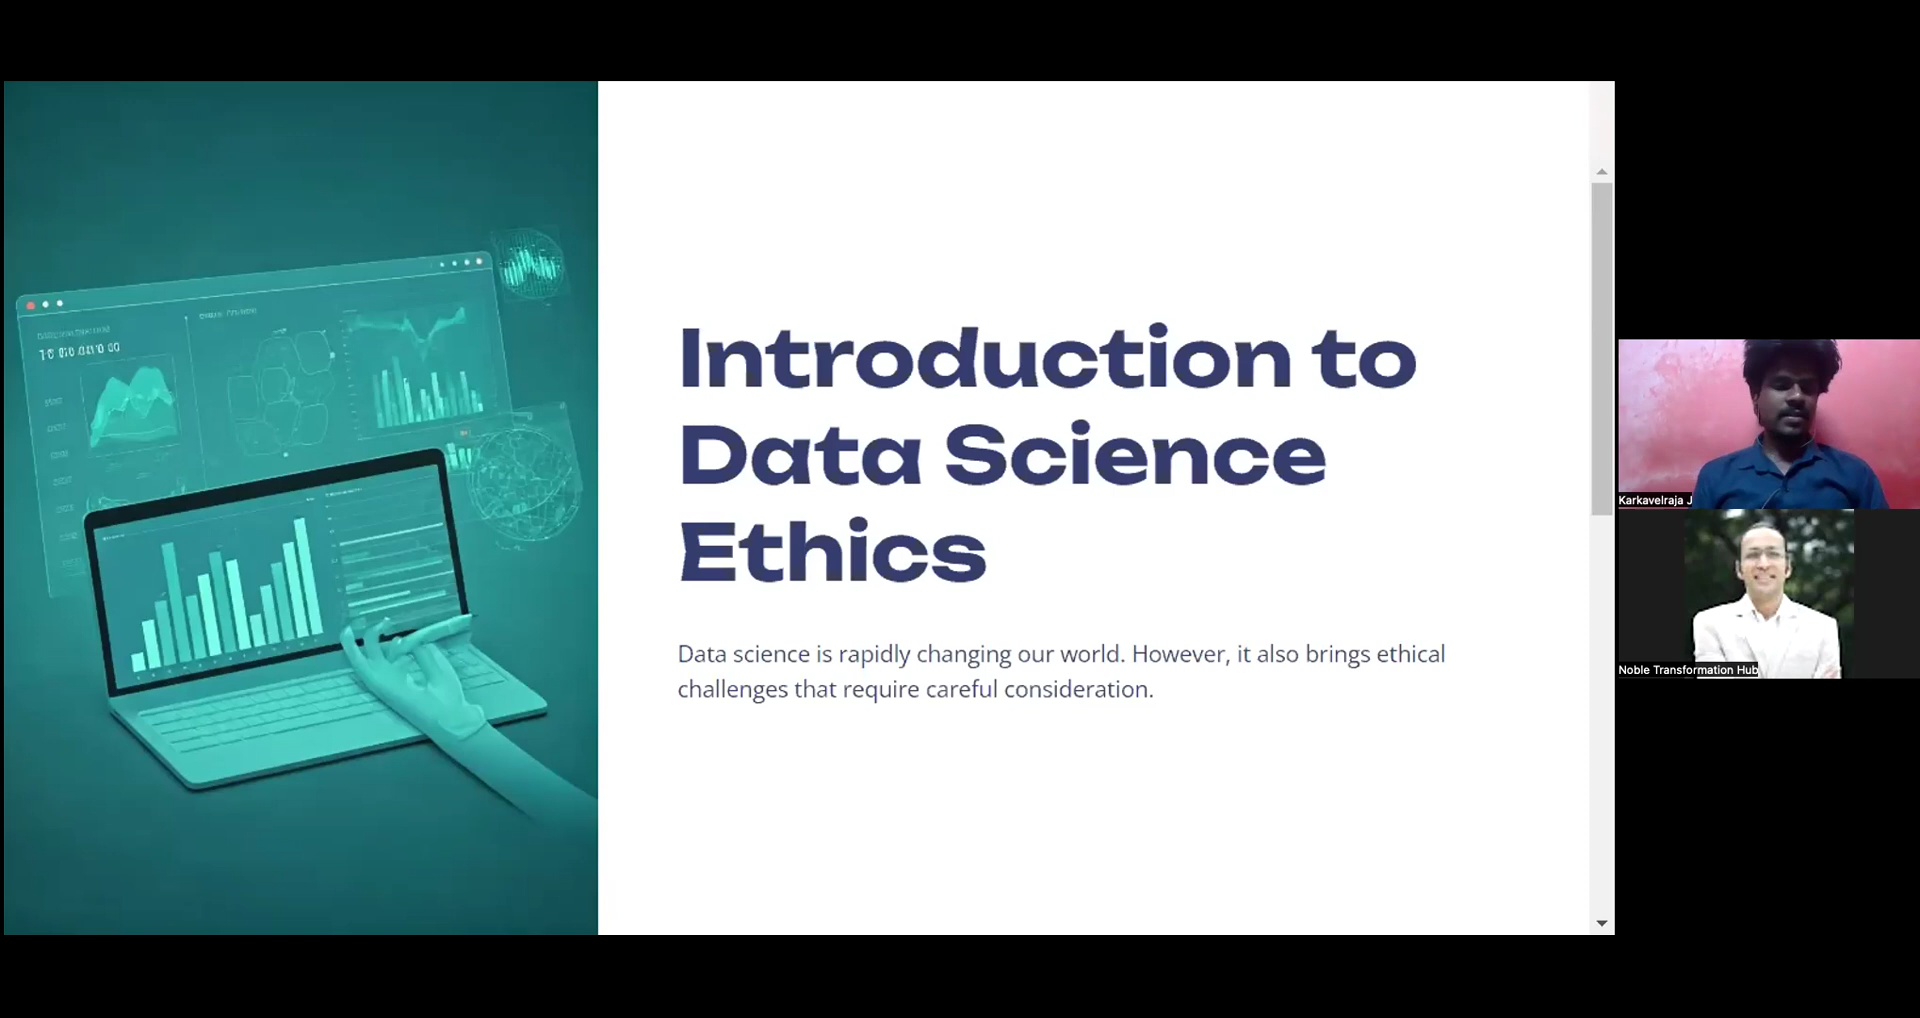 Introduction to
Data Science
Ethics
Data science is rapidly changing our world. However, it also brings ethical
challenges that require careful consideration.
Karkavelraja J
Noble Transformation Hub